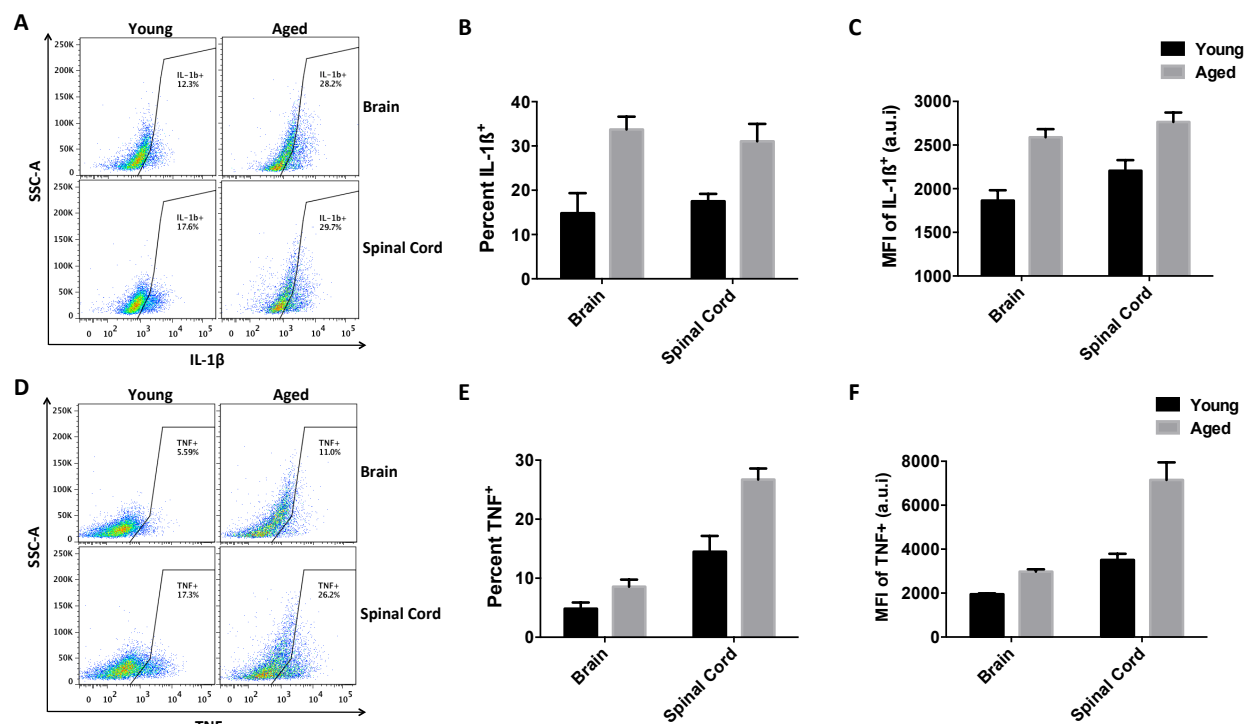 A
Young
Aged
SSC-A
250K
200K
150K
100K
50K
0
IL-1b+
12.3%
IL-1b+
28.2%
Brain
250K
200K
150K
100K
50K
0
IL-1b+
17.6%
IL-1b+
29.7%
Spinal Cord
0 10² 10³ 10⁴ 10⁵ 0 10² 10³ 10⁴ 10⁵
IL-1β
B
Percent IL-1ß⁺
40
30
20
10
0
Brain
Spinal Cord
C
Young
Aged
MFI of IL-1ß⁺ (a.u.i)
3000
2500
2000
1500
1000
Brain
Spinal Cord
D
Young
Aged
SSC-A
250K
200K
150K
100K
50K
0
TNF+
5.59%
TNF+
11.0%
Brain
250K
200K
150K
100K
50K
0
TNF+
17.3%
TNF+
26.2%
Spinal Cord
0 10² 10³ 10⁴ 10⁵ 0 10² 10³ 10⁴ 10⁵
TNF
E
Percent TNF⁺
30
20
10
0
Brain
Spinal Cord
F
Young
Aged
MFI of TNF+ (a.u.i)
8000
6000
4000
2000
0
Brain
Spinal Cord